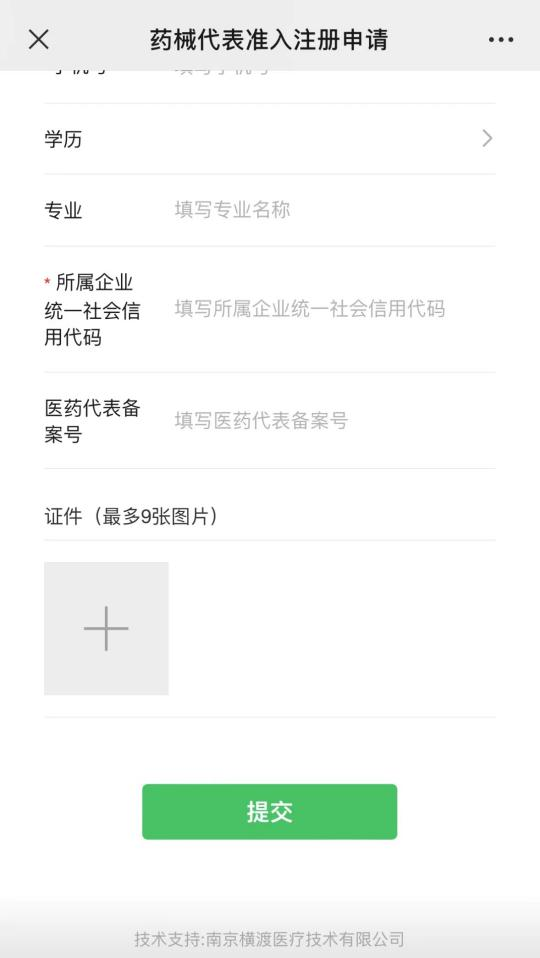 药械代表准入注册申请
学历
专业 填写专业名称
* 所属企业
统一社会信 填写所属企业统一社会信用代码
用代码
医药代表备
案号 填写医药代表备案号
证件（最多9张图片）
提交
技术支持:南京横渡医疗技术有限公司